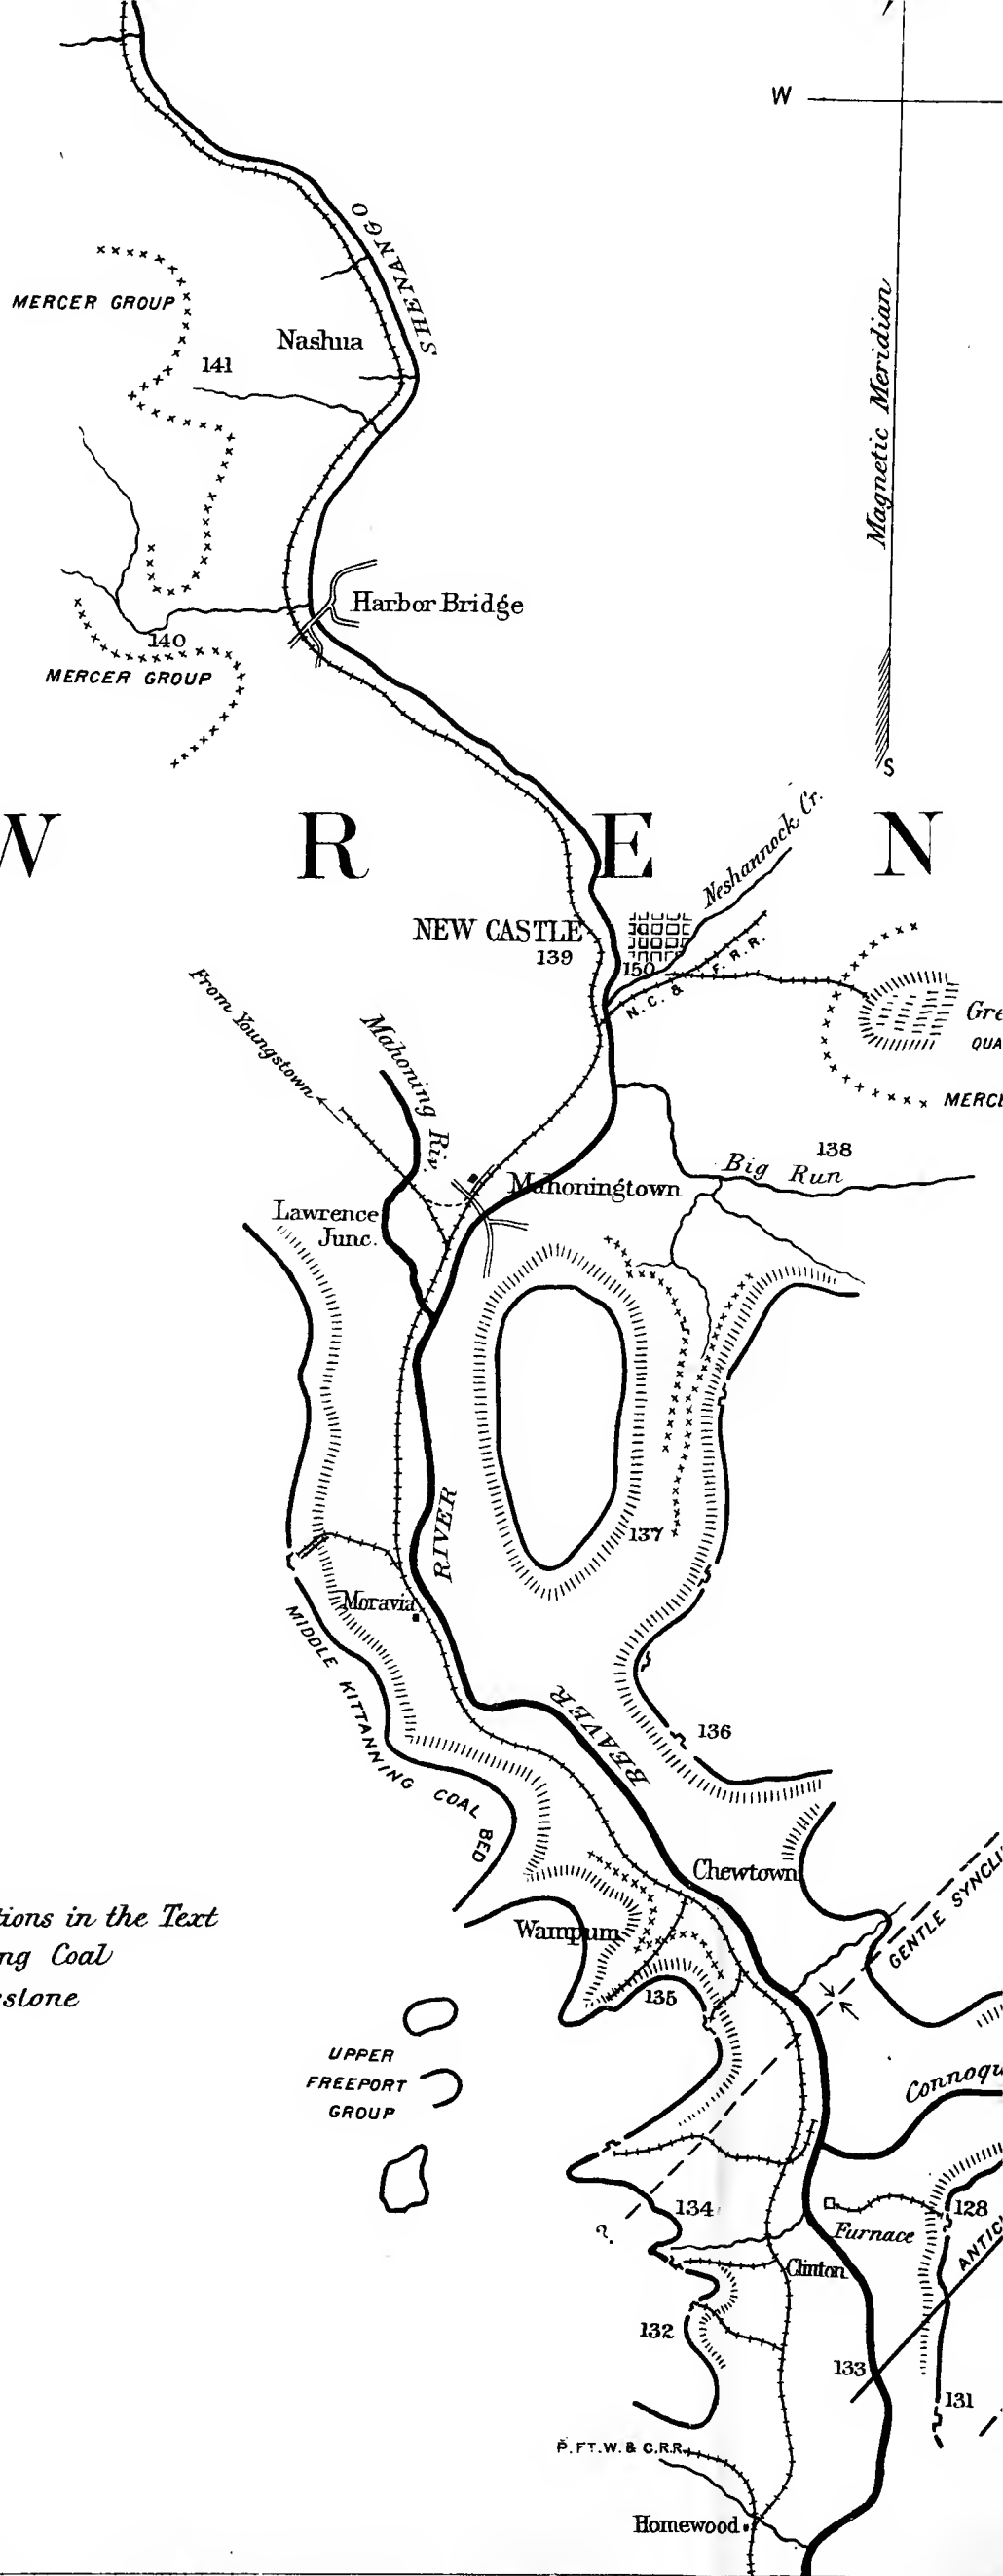 W
SHENANGO
MERCER GROUP
Nashua
141
Magnetic Meridian
Harbor Bridge
140
MERCER GROUP
S
W R E N
Neshannock Cr.
NEW CASTLE
139
150
N.C. & F. R.R.
From Youngstown
Mahoning Riv.
Gre
QUA
MERCE
138
Big Run
Mahoningtown
Lawrence
Junc.
RIVER
137
Moravia
MIDDLE KITTANNING COAL BED
BEAVER
136
Chewtown
GENTLE SYNCLI
tions in the Text
ng Coal
estone
Wampum
135
UPPER
FREEPORT
GROUP
Connoqu
134
128
?
Furnace
ANTIC
Clinton
132
133
131
P. FT. W. & C.R.R.
Homewood